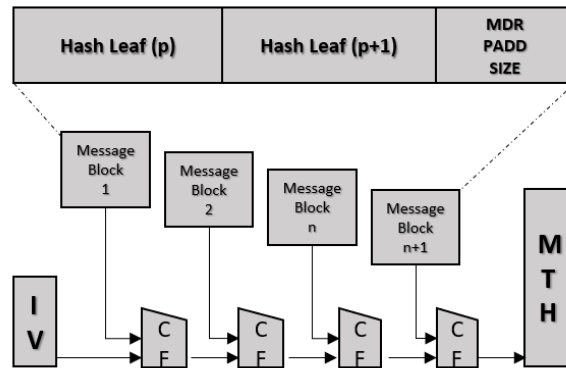 Hash Leaf (p)
Hash Leaf (p+1)
MDR
PADD
SIZE
Message
Block
1
Message
Block
2
Message
Block
n
Message
Block
n+1
I
V
C
F
C
F
C
F
C
F
M
T
H